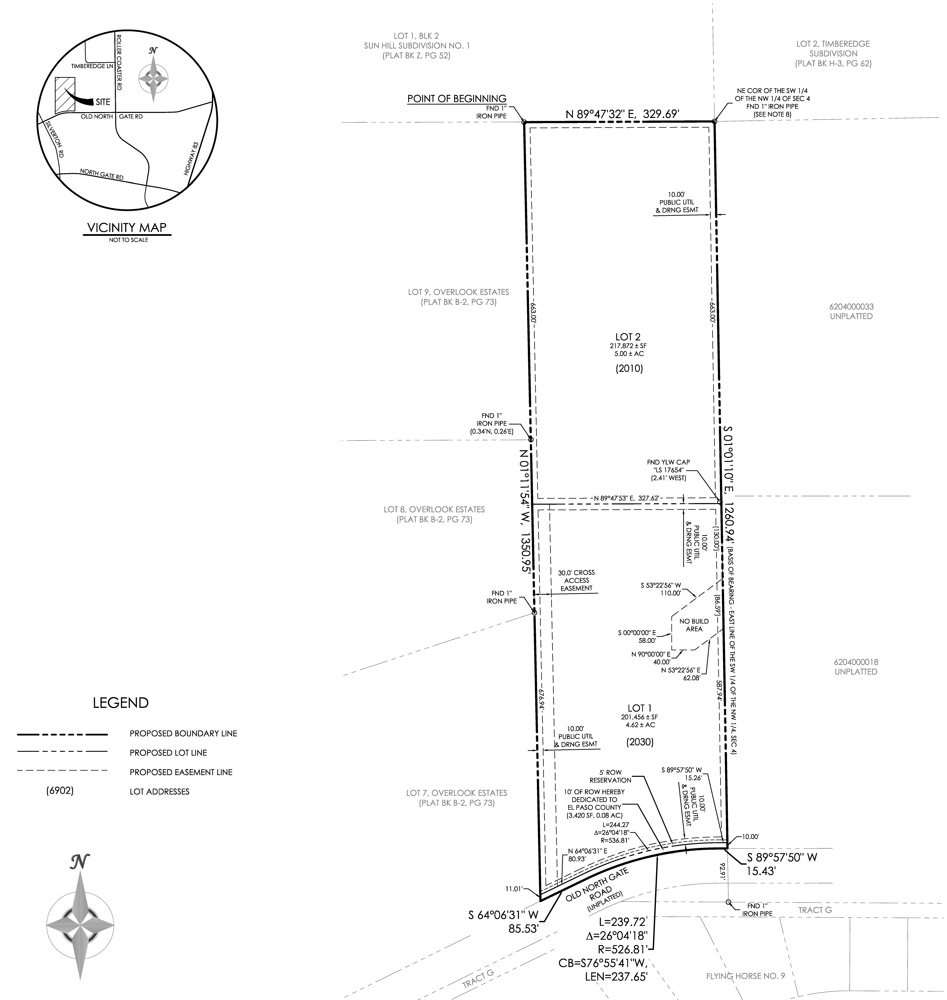 ROLLER COASTER RD
N
TIMBEREDGE LN
SITE
OLD NORTH GATE RD
SILVERTON RD
HIGHWAY 83
NORTH GATE RD
VICINITY MAP
NOT TO SCALE
LOT 1, BLK 2
SUN HILL SUBDIVISION NO. 1
(PLAT BK Z, PG 52)
LOT 2, TIMBEREDGE
SUBDIVISION
(PLAT BK H-3, PG 62)
POINT OF BEGINNING
FND 1"
IRON PIPE
N 89°47'32" E, 329.69'
NE COR OF THE SW 1/4
OF THE NW 1/4 OF SEC 4
FND 1" IRON PIPE
(SEE NOTE 8)
10.00'
PUBLIC UTIL
& DRNG ESMT
LOT 9, OVERLOOK ESTATES
(PLAT BK B-2, PG 73)
663.00'
663.00'
6204000033
UNPLATTED
LOT 2
217,872 ± SF
5.00 ± AC
(2010)
FND 1"
IRON PIPE
(0.34'N, 0.26'E)
N 01°11'54" W, 1350.95'
FND YLW CAP
"LS 17654"
(2.41' WEST)
S 01°01'10" E, 1260.94' (BASIS OF BEARING - EAST LINE OF THE SW 1/4 OF THE NW 1/4, SEC 4)
N 89°47'53" E, 327.62'
LOT 8, OVERLOOK ESTATES
(PLAT BK B-2, PG 73)
10.00'
PUBLIC UTIL
& DRNG ESMT
(130.00')
30.0' CROSS
ACCESS
EASEMENT
FND 1"
IRON PIPE
S 53°22'56" W
110.00'
(86.59')
NO BUILD
AREA
S 00°00'00" E
58.00'
N 90°00'00" E
40.00'
N 53°22'56" E
62.08'
6204000018
UNPLATTED
676.94'
587.94'
LOT 1
201,456 ± SF
4.62 ± AC
(2030)
10.00'
PUBLIC UTIL
& DRNG ESMT
LEGEND
PROPOSED BOUNDARY LINE
PROPOSED LOT LINE
PROPOSED EASEMENT LINE
(6902)
LOT ADDRESSES
LOT 7, OVERLOOK ESTATES
(PLAT BK B-2, PG 73)
5' ROW
RESERVATION
S 89°57'50" W
15.26'
10' OF ROW HEREBY
DEDICATED TO
EL PASO COUNTY
(3,420 SF, 0.08 AC)
10.00'
PUBLIC UTIL
& DRNG ESMT
L=244.27
Δ=26°04'18"
R=536.81'
10.00'
N 64°06'31" E
80.93'
S 89°57'50" W
15.43'
92.91'
11.01'
OLD NORTH GATE
ROAD
(UNPLATTED)
FND 1"
IRON PIPE
TRACT G
S 64°06'31" W
85.53'
L=239.72'
Δ=26°04'18"
R=526.81'
CB=S76°55'41"W,
LEN=237.65'
TRACT G
FLYING HORSE NO. 9
N